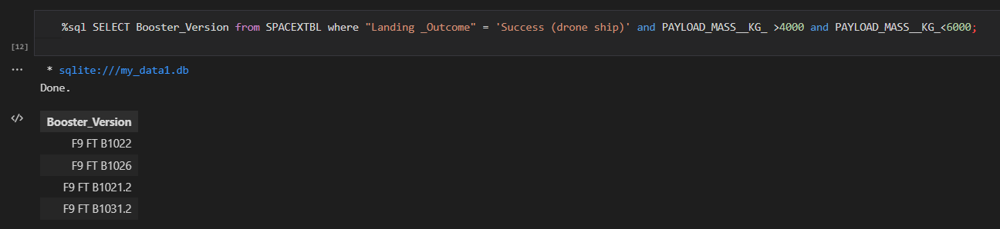 %sql SELECT Booster_Version from SPACEXTBL where "Landing _Outcome" = 'Success (drone ship)' and PAYLOAD_MASS__KG_ >4000 and PAYLOAD_MASS__KG_<6000;
[12]
... * sqlite:///my_data1.db
Done.
</> Booster_Version
F9 FT B1022
F9 FT B1026
F9 FT B1021.2
F9 FT B1031.2